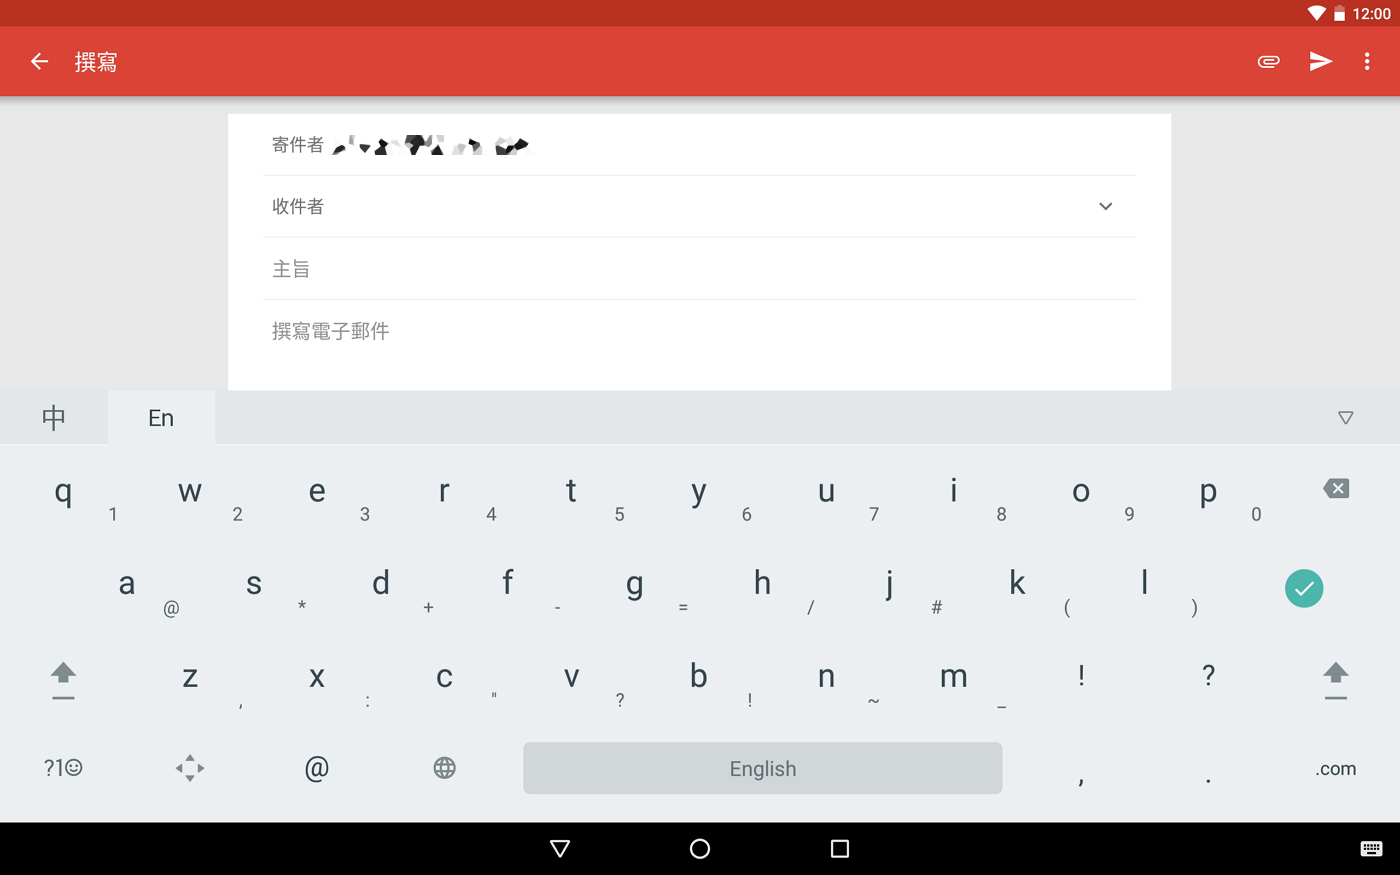 12:00
撰寫
寄件者
收件者
主旨
撰寫電子郵件
中 En
q 1 w 2 e 3 r 4 t 5 y 6 u 7 i 8 o 9 p 0
a @ s * d + f - g = h / j # k ( l )
z , x : c " v ? b ! n ~ m _ ! ?
?1☺ @ English , . .com